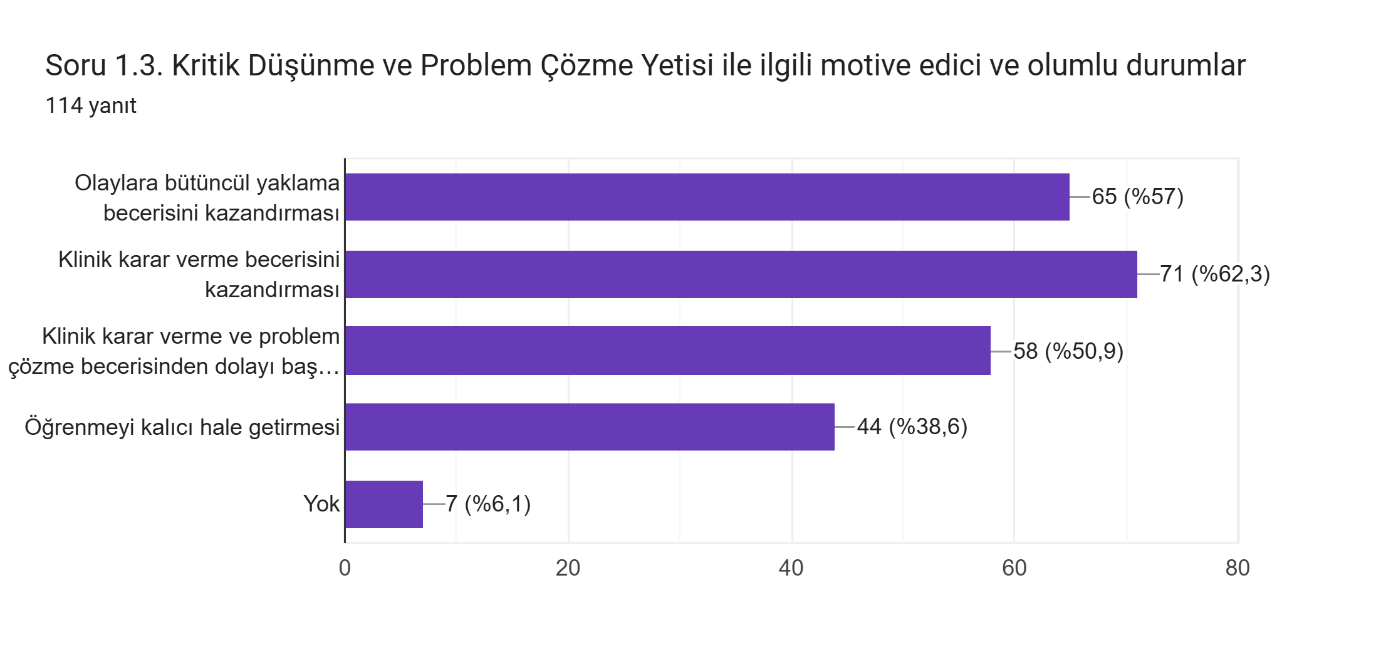 Soru 1.3. Kritik Düşünme ve Problem Çözme Yetisi ile ilgili motive edici ve olumlu durumlar
114 yanıt
Olaylara bütüncül yaklama
becerisini kazandırması
65 (%57)
Klinik karar verme becerisini
kazandırması
71 (%62,3)
Klinik karar verme ve problem
çözme becerisinden dolayı baş…
58 (%50,9)
Öğrenmeyi kalıcı hale getirmesi
44 (%38,6)
Yok
7 (%6,1)
0 20 40 60 80